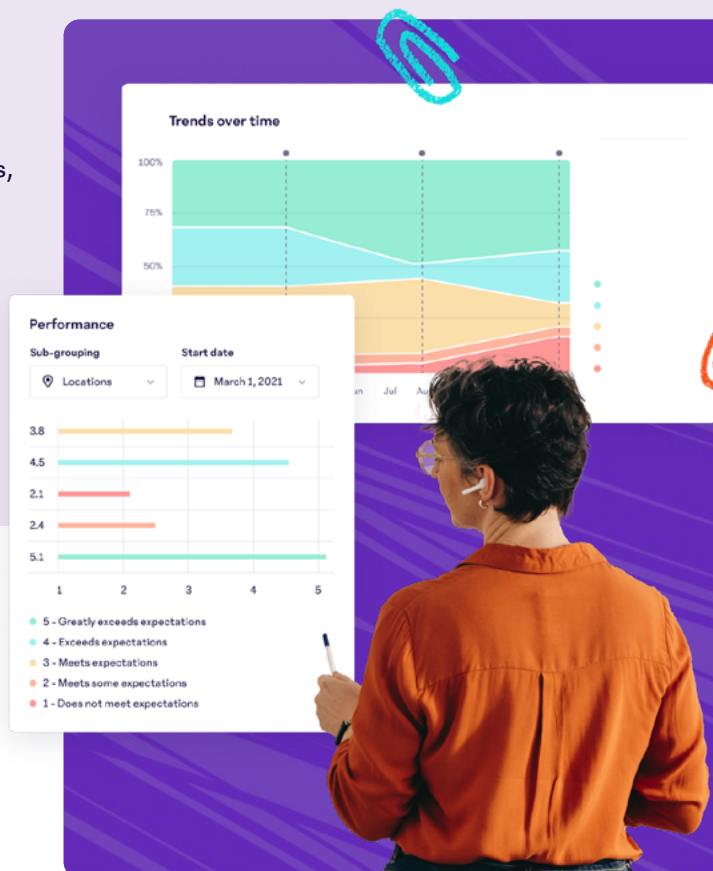 s,
Trends over time
100%
75%
50%
Jul
Performance
Sub-grouping
Start date
Locations
March 1, 2021
3.8
4.5
2.1
2.4
5.1
1 2 3 4 5
5 - Greatly exceeds expectations
4 - Exceeds expectations
3 - Meets expectations
2 - Meets some expectations
1 - Does not meet expectations